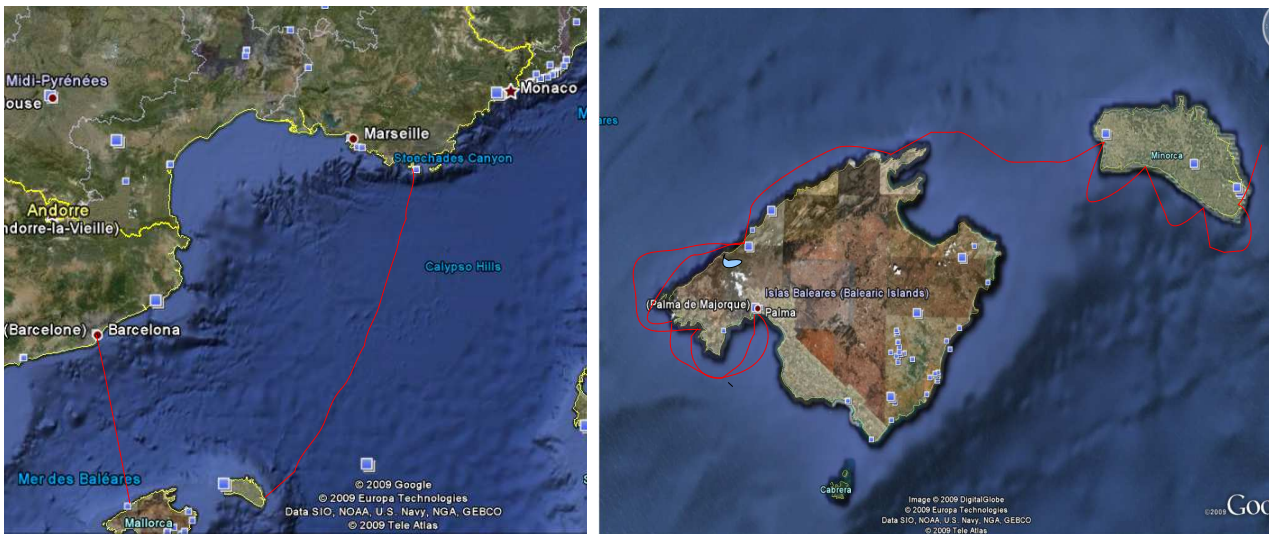 Midi-Pyrénées
ouse
Monaco
M
Marseille
Stoechades Canyon
Andorre
ndorre-la-Vieille)
Calypso Hills
(Barcelone) Barcelona
Mer des Baléares
Mallorca
© 2009 Google
© 2009 Europa Technologies
Data SIO, NOAA, U.S. Navy, NGA, GEBCO
© 2009 Tele Atlas
ares
Minorca
Islas Baleares (Balearic Islands)
(Palma de Majorque) Palma
Cabrera
Image © 2009 DigitalGlobe
© 2009 Europa Technologies
Data SIO, NOAA, U.S. Navy, NGA, GEBCO
© 2009 Tele Atlas
©2009 Goo